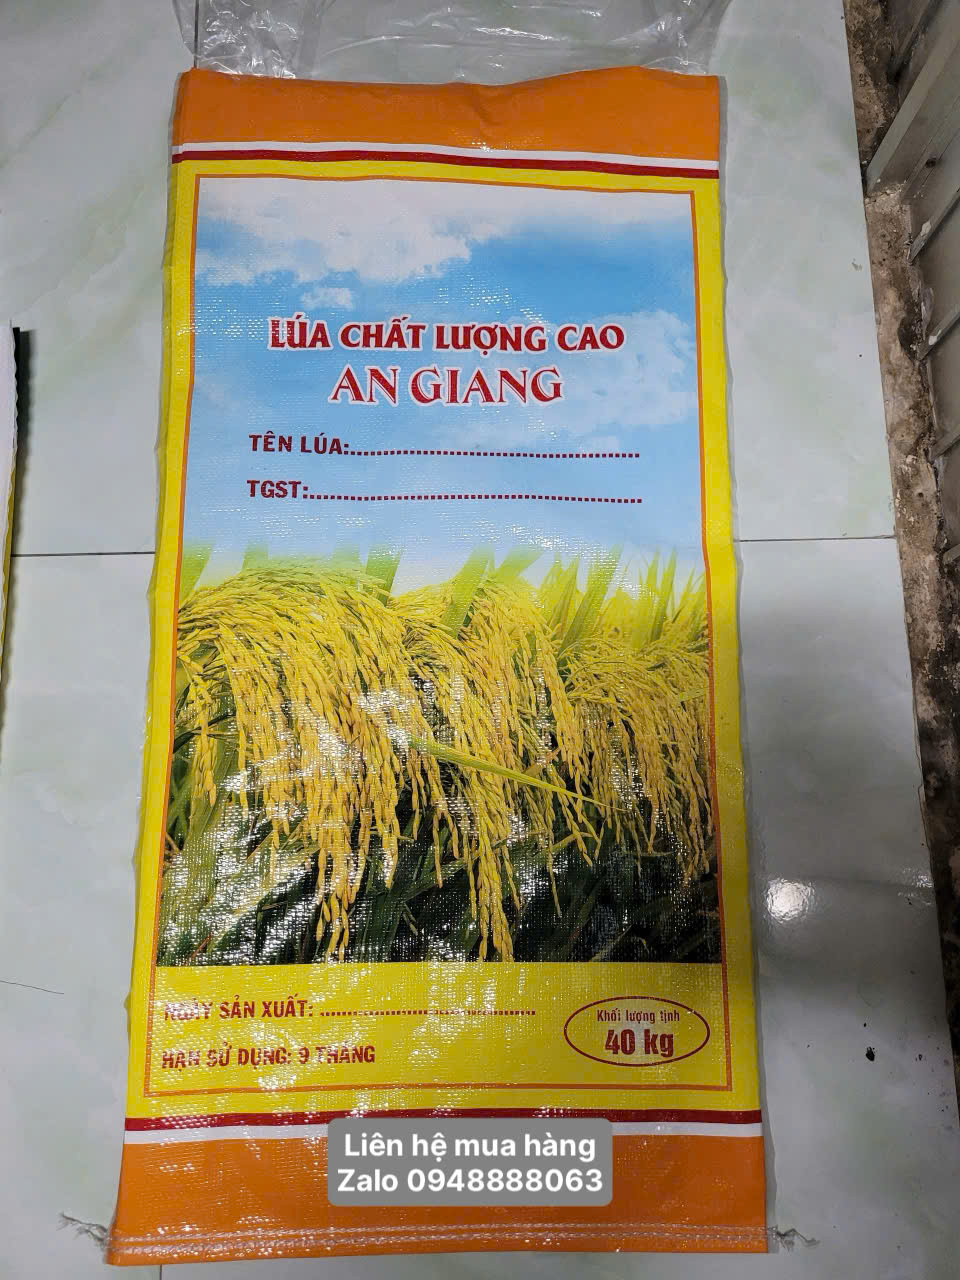 LÚA CHẤT LƯỢNG CAO
AN GIANG
TÊN LÚA:..........................................
TGST:................................................
NGÀY SẢN XUẤT: ....................................
HẠN SỬ DỤNG: 9 THÁNG
Khối lượng tịnh
40 kg
Liên hệ mua hàng
Zalo 0948888063